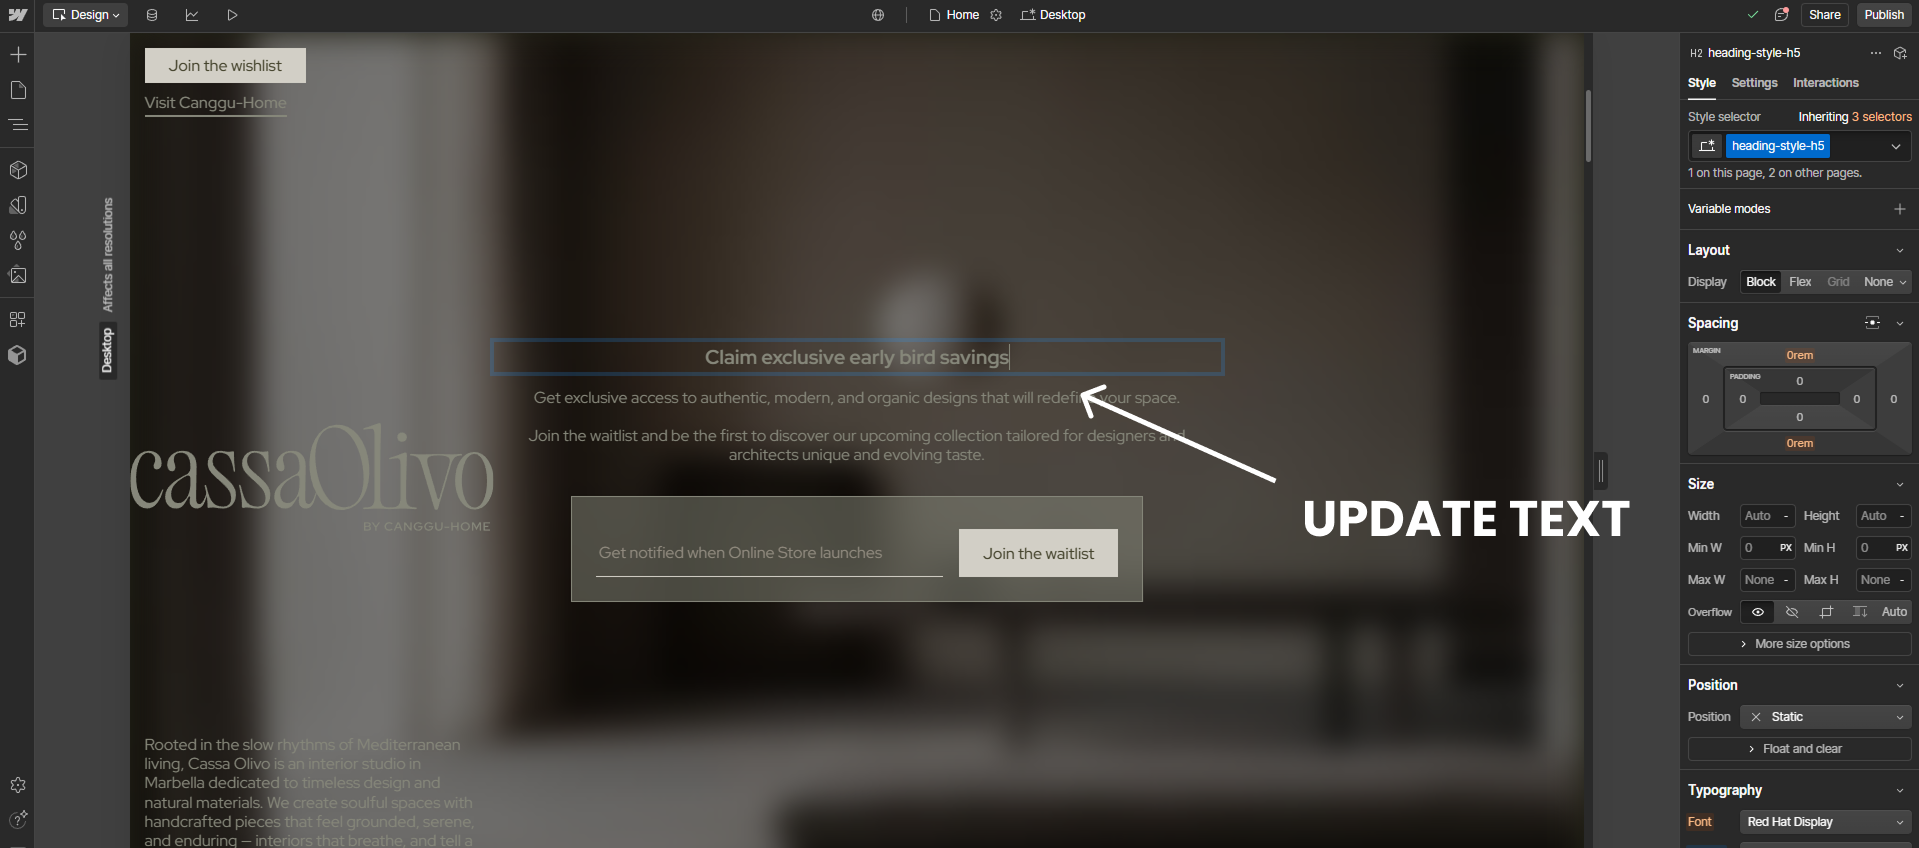 Design
Home
Desktop
Share
Publish
Join the wishlist
Visit Canggu-Home
Affects all resolutions
Desktop
Claim exclusive early bird savings
Get exclusive access to authentic, modern, and organic designs that will redefine your space.
Join the waitlist and be the first to discover our upcoming collection tailored for designers and
architects unique and evolving taste.
cassaOlivo
BY CANGGU-HOME
Get notified when Online Store launches
Join the waitlist
UPDATE TEXT
Rooted in the slow rhythms of Mediterranean
living, Cassa Olivo is an interior studio in
Marbella dedicated to timeless design and
natural materials. We create soulful spaces with
handcrafted pieces that feel grounded, serene,
and enduring — interiors that breathe, and tell a
H2 heading-style-h5
Style Settings Interactions
Style selector Inheriting 3 selectors
heading-style-h5
1 on this page, 2 on other pages.
Variable modes
Layout
Display Block Flex Grid None
Spacing
MARGIN 0rem
PADDING 0
0 0 0 0
0
0rem
Size
Width Auto - Height Auto -
Min W 0 PX Min H 0 PX
Max W None - Max H None -
Overflow Auto
More size options
Position
Position Static
Float and clear
Typography
Font Red Hat Display